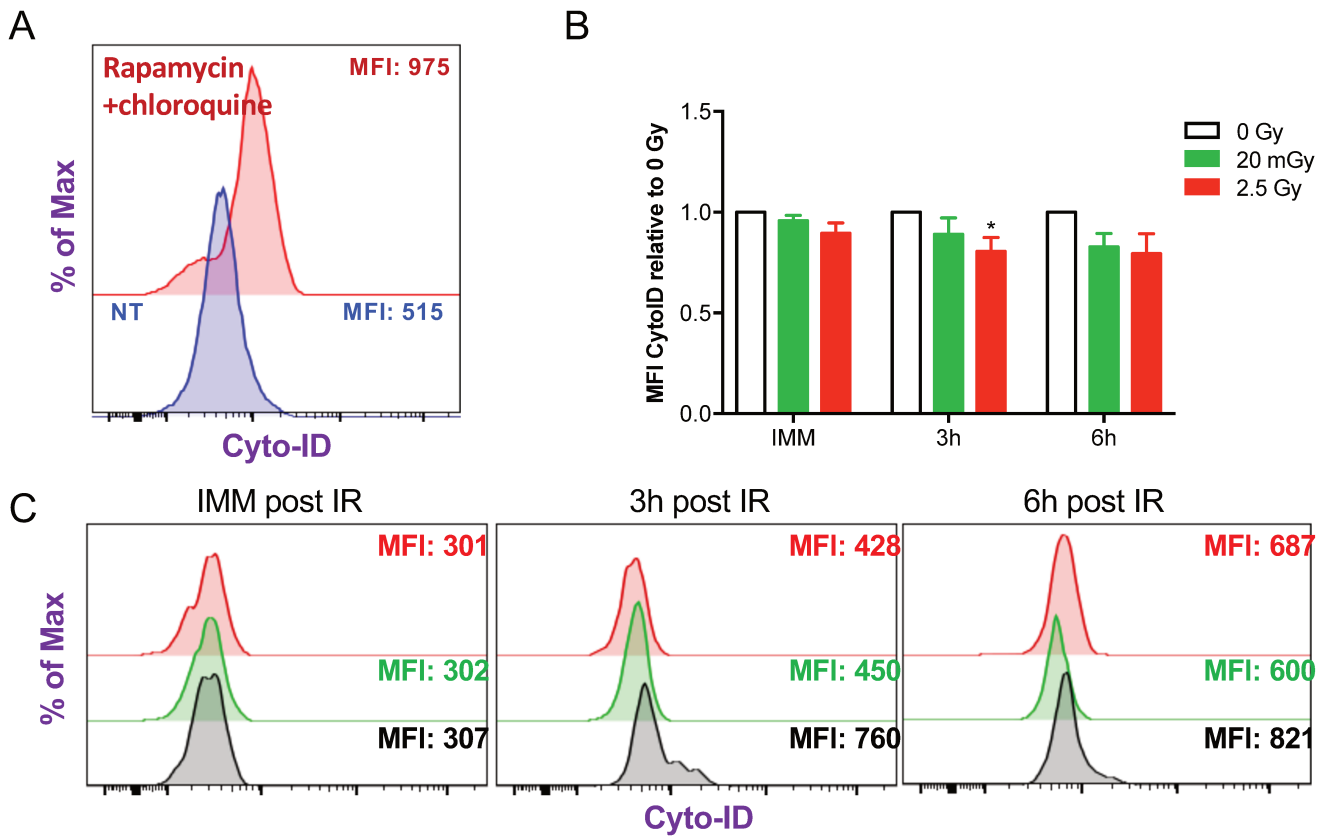 A
Rapamycin
+chloroquine
MFI: 975
NT
MFI: 515
% of Max
Cyto-ID
B
MFI CytoID relative to 0 Gy
1.5
1.0
0.5
0.0
*
IMM
3h
6h
0 Gy
20 mGy
2.5 Gy
C
IMM post IR
3h post IR
6h post IR
% of Max
MFI: 301
MFI: 302
MFI: 307
MFI: 428
MFI: 450
MFI: 760
MFI: 687
MFI: 600
MFI: 821
Cyto-ID